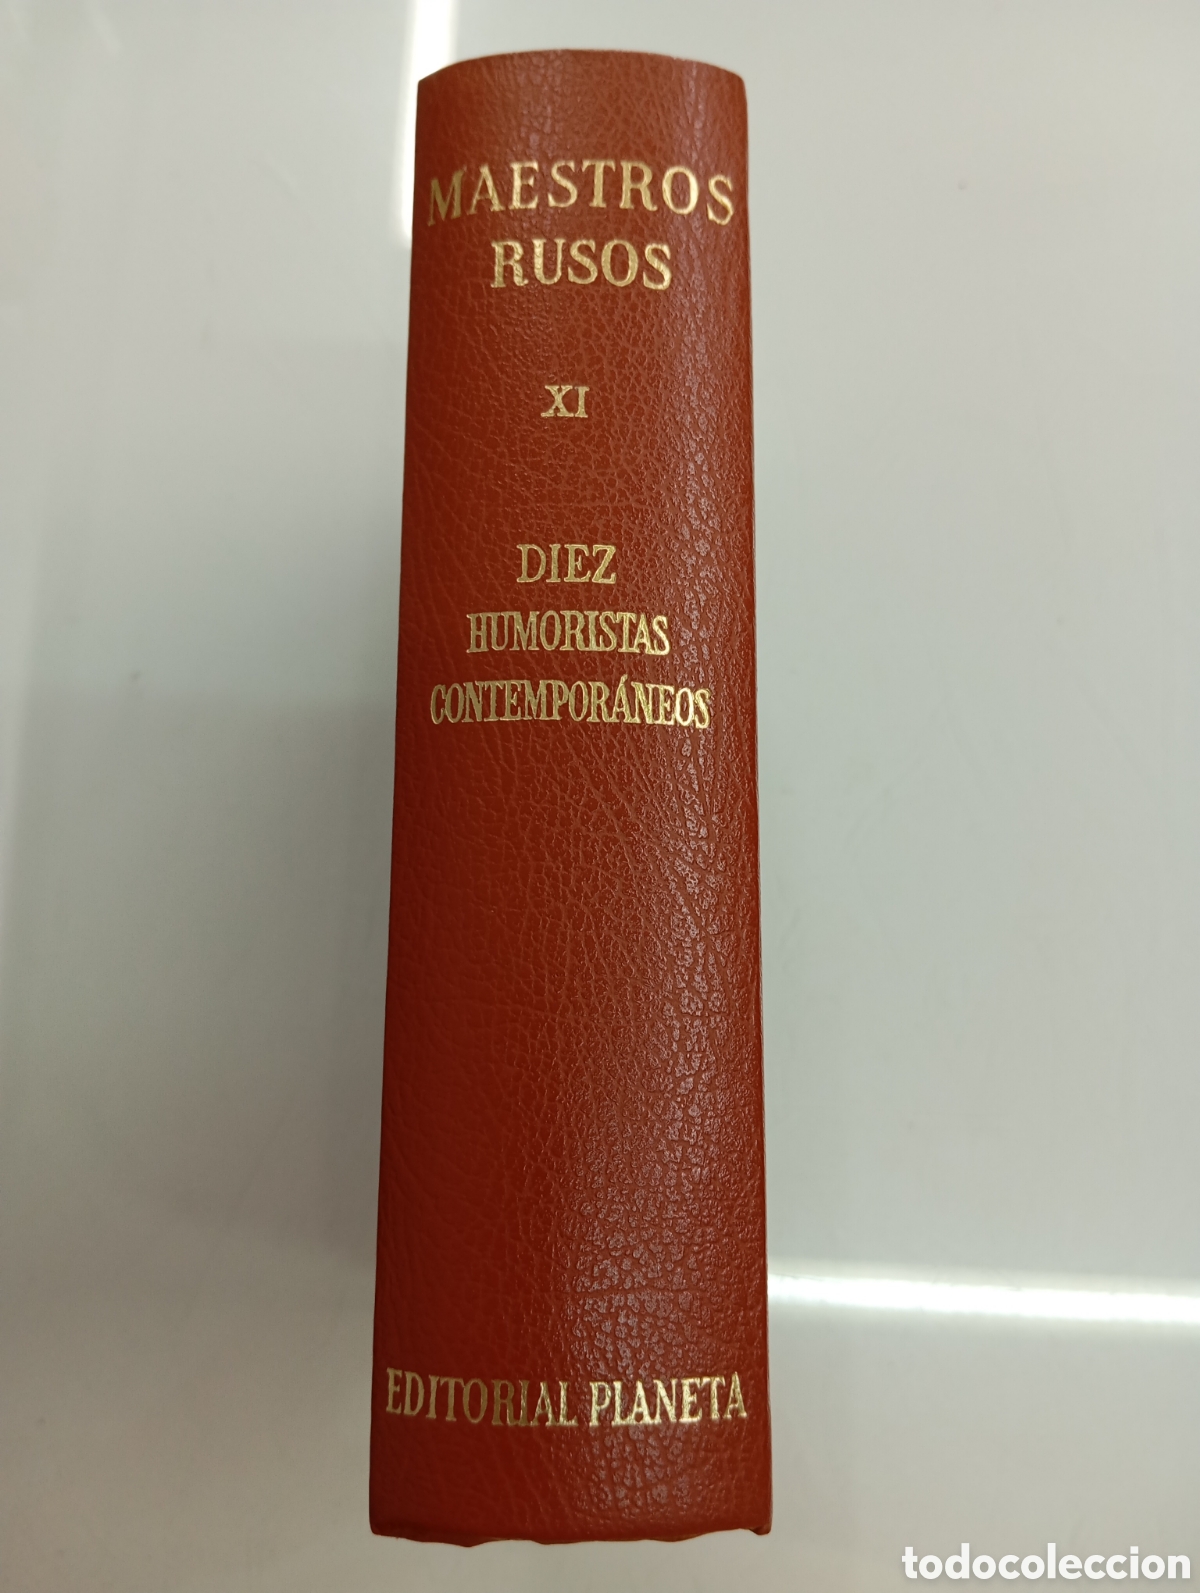 MAESTROS
RUSOS
XI
DIEZ
HUMORISTAS
CONTEMPORÁNEOS
EDITORIAL PLANETA
todocoleccion